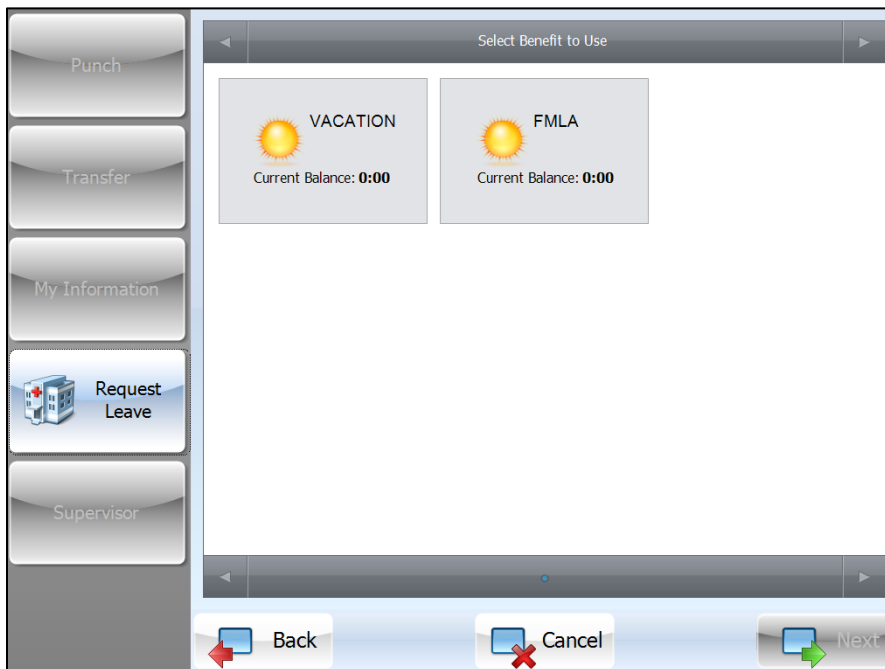 Punch
Transfer
My Information
Request
Leave
Supervisor
Select Benefit to Use
VACATION
Current Balance: 0:00
FMLA
Current Balance: 0:00
Back
Cancel
Next